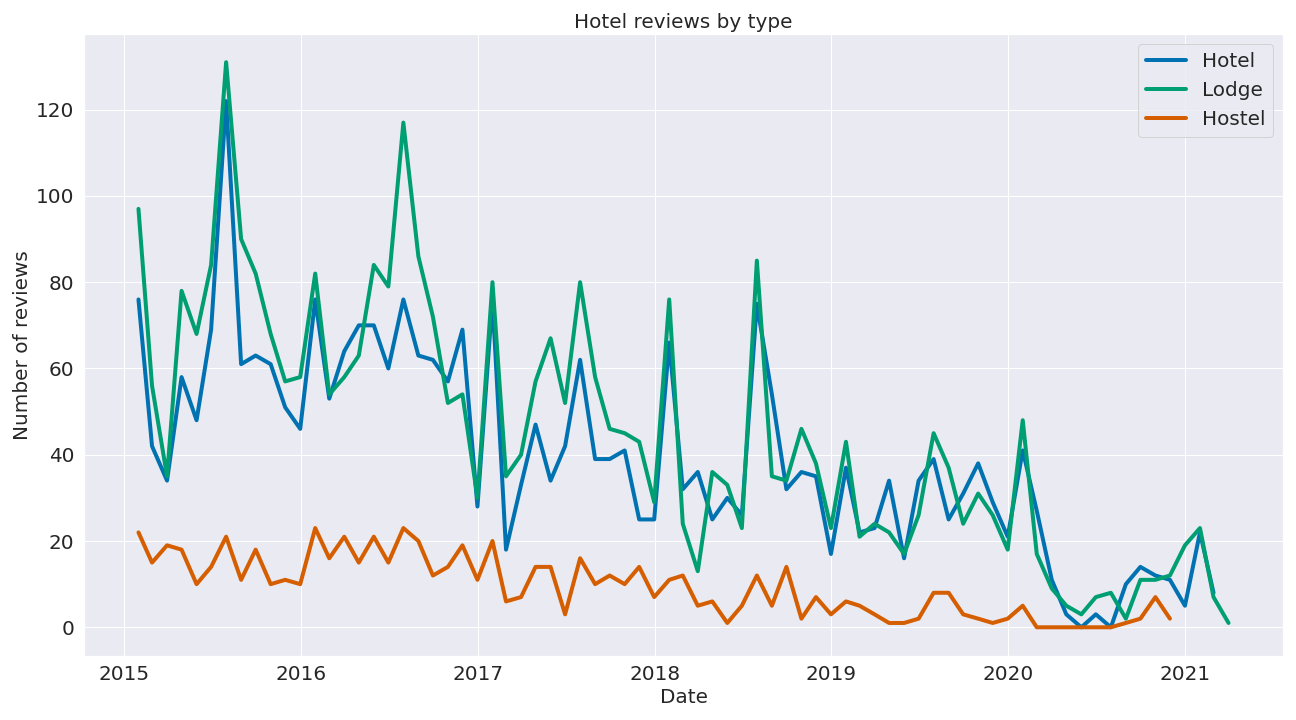 Hotel reviews by type
Hotel
Lodge
Hostel
Number of reviews
120
100
80
60
40
20
0
2015 2016 2017 2018 2019 2020 2021
Date